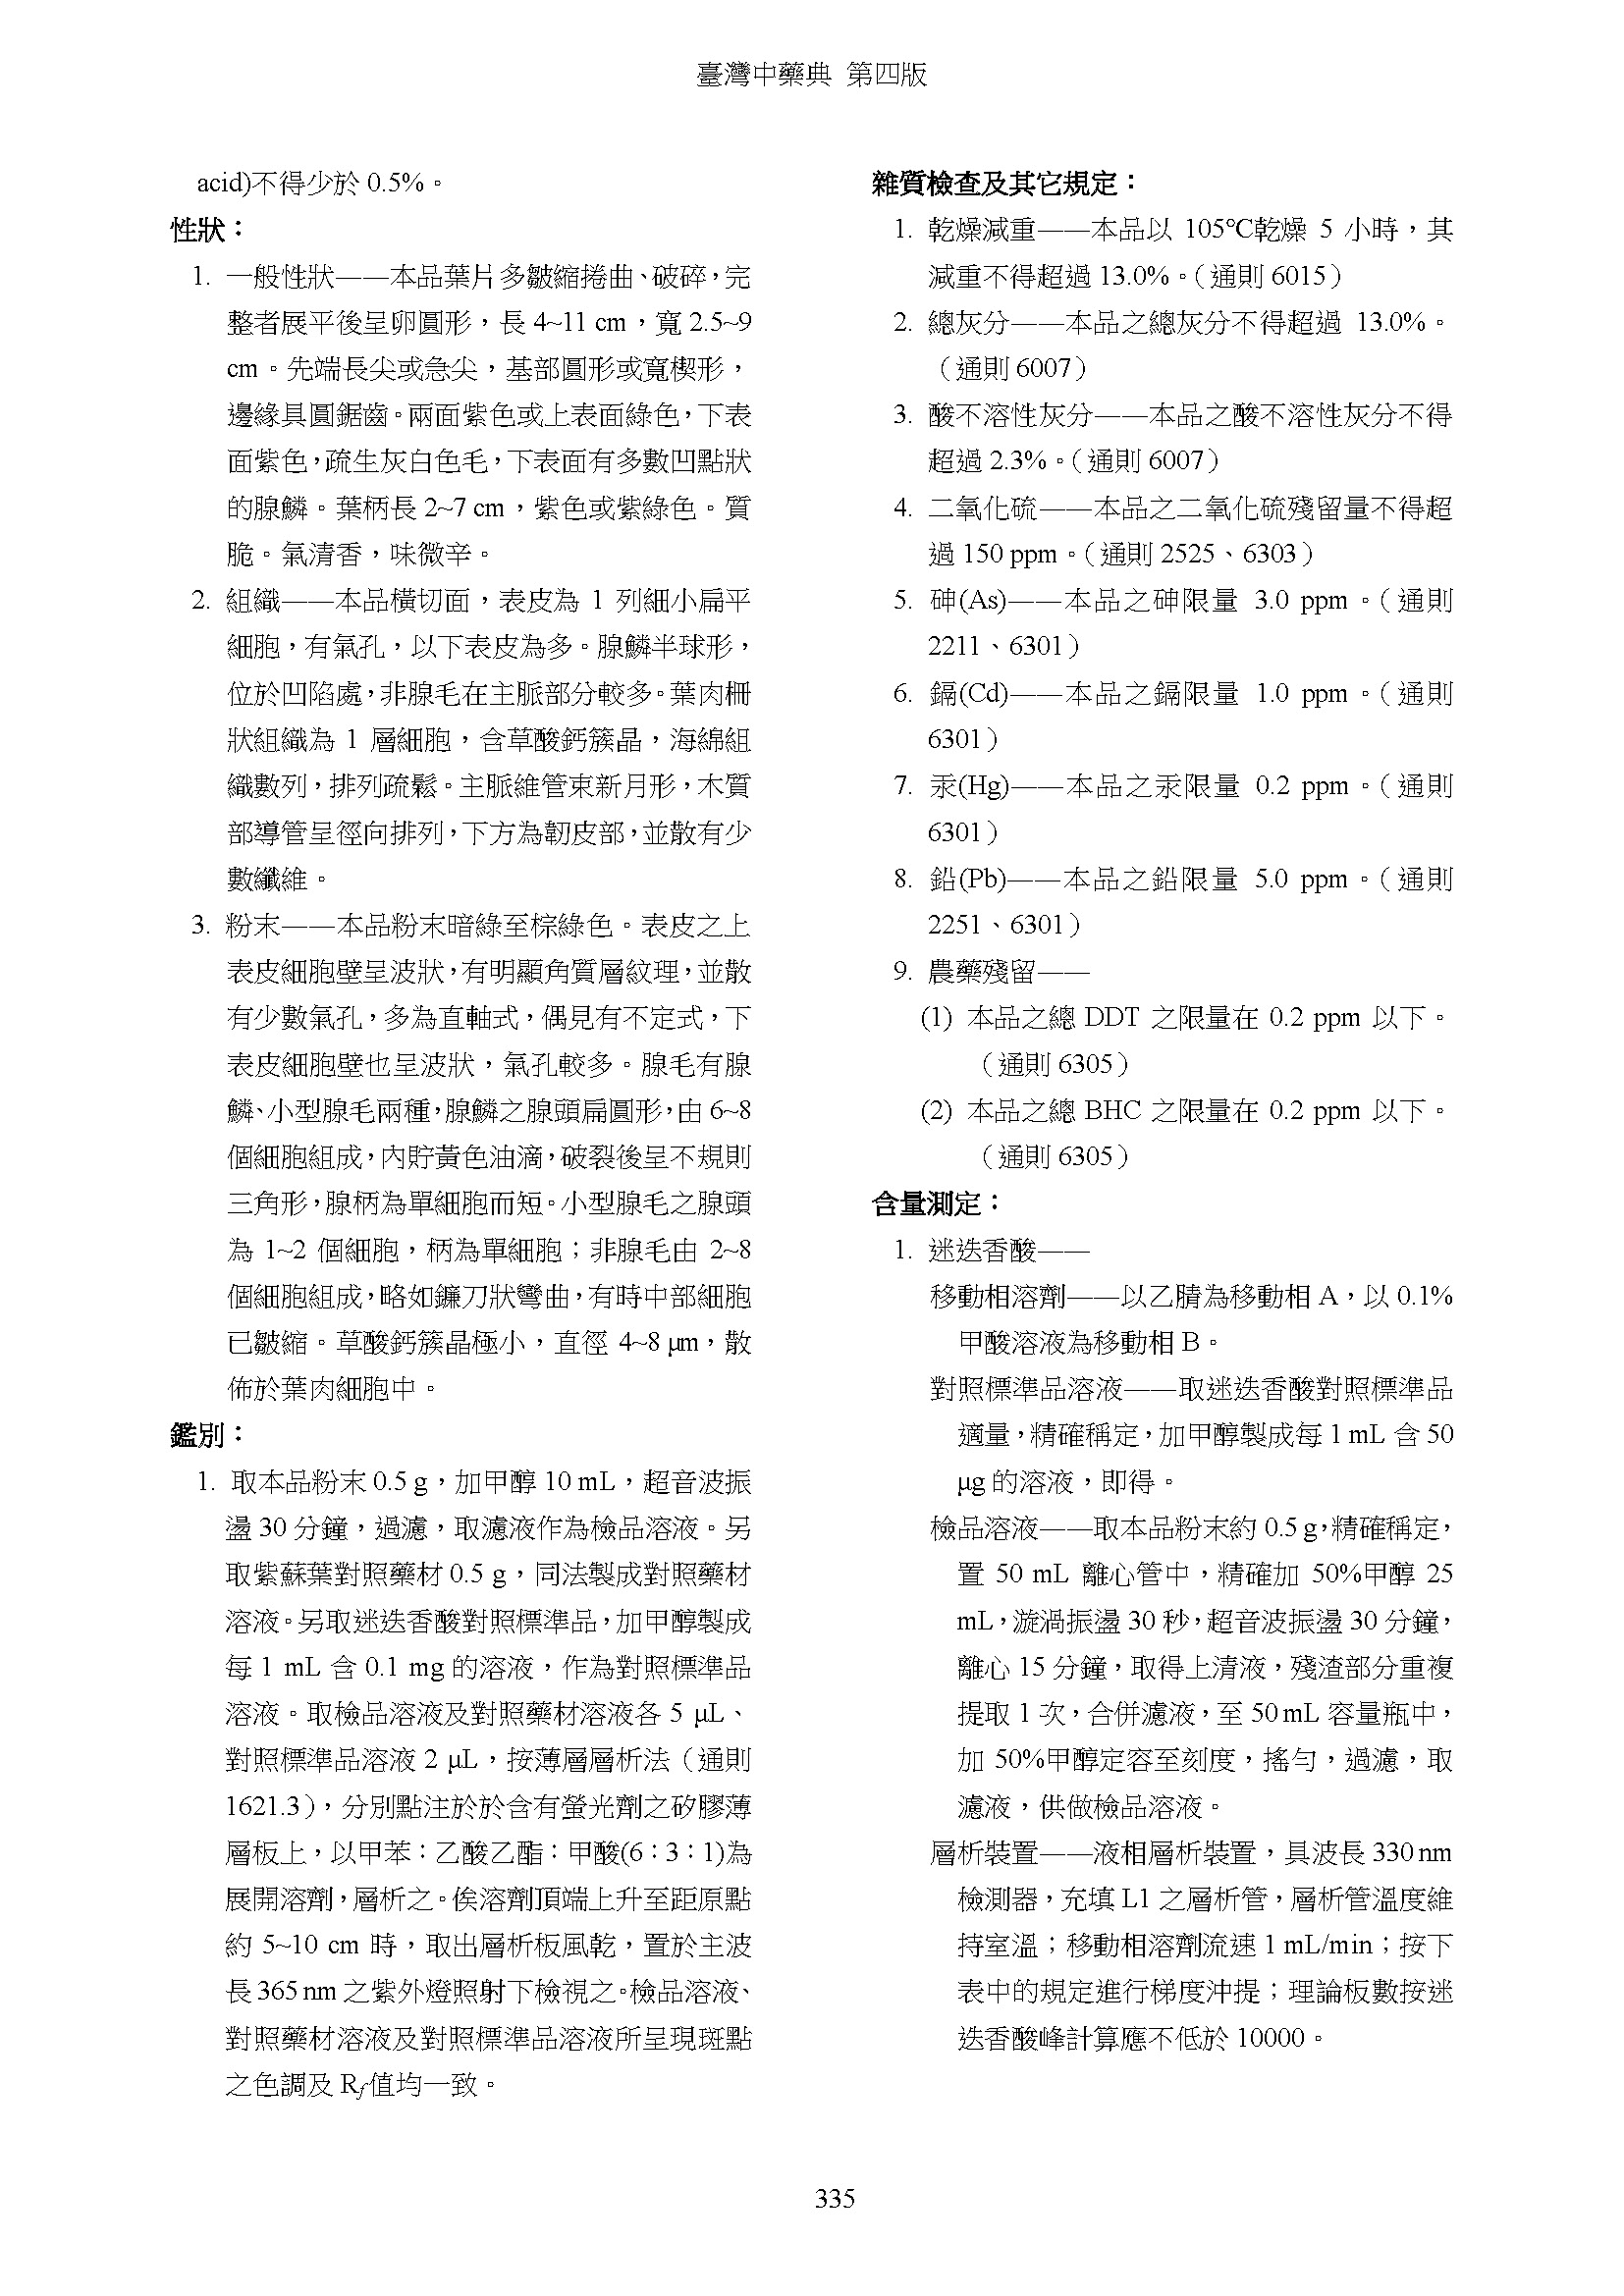 臺灣中藥典 第四版
acid)不得少於 0.5%。
性狀：
1. 一般性狀——本品葉片多皺縮捲曲、破碎，完
整者展平後呈卵圓形，長 4~11 cm，寬 2.5~9
cm。先端長尖或急尖，基部圓形或寬楔形，
邊緣具圓鋸齒。兩面紫色或上表面綠色，下表
面紫色，疏生灰白色毛，下表面有多數凹點狀
的腺鱗。葉柄長 2~7 cm，紫色或紫綠色。質
脆。氣清香，味微辛。
2. 組織——本品橫切面，表皮為 1 列細小扁平
細胞，有氣孔，以下表皮為多。腺鱗半球形，
位於凹陷處，非腺毛在主脈部分較多。葉肉柵
狀組織為 1 層細胞，含草酸鈣簇晶，海綿組
織數列，排列疏鬆。主脈維管束新月形，木質
部導管呈徑向排列，下方為韌皮部，並散有少
數纖維。
3. 粉末——本品粉末暗綠至棕綠色。表皮之上
表皮細胞壁呈波狀，有明顯角質層紋理，並散
有少數氣孔，多為直軸式，偶見有不定式，下
表皮細胞壁也呈波狀，氣孔較多。腺毛有腺
鱗、小型腺毛兩種，腺鱗之腺頭扁圓形，由 6~8
個細胞組成，內貯黃色油滴，破裂後呈不規則
三角形，腺柄為單細胞而短。小型腺毛之腺頭
為 1~2 個細胞，柄為單細胞；非腺毛由 2~8
個細胞組成，略如鐮刀狀彎曲，有時中部細胞
已皺縮。草酸鈣簇晶極小，直徑 4~8 μm，散
佈於葉肉細胞中。
鑑別：
1. 取本品粉末 0.5 g，加甲醇 10 mL，超音波振
盪 30 分鐘，過濾，取濾液作為檢品溶液。另
取紫蘇葉對照藥材 0.5 g，同法製成對照藥材
溶液。另取迷迭香酸對照標準品，加甲醇製成
每 1 mL 含 0.1 mg 的溶液，作為對照標準品
溶液。取檢品溶液及對照藥材溶液各 5 μL、
對照標準品溶液 2 μL，按薄層層析法（通則
1621.3），分別點注於於含有螢光劑之矽膠薄
層板上，以甲苯：乙酸乙酯：甲酸(6：3：1)為
展開溶劑，層析之。俟溶劑頂端上升至距原點
約 5~10 cm 時，取出層析板風乾，置於主波
長 365 nm 之紫外燈照射下檢視之。檢品溶液、
對照藥材溶液及對照標準品溶液所呈現斑點
之色調及 Rf值均一致。
雜質檢查及其它規定：
1. 乾燥減重——本品以 105℃乾燥 5 小時，其
減重不得超過 13.0%。（通則 6015）
2. 總灰分——本品之總灰分不得超過 13.0%。
（通則 6007）
3. 酸不溶性灰分——本品之酸不溶性灰分不得
超過 2.3%。（通則 6007）
4. 二氧化硫——本品之二氧化硫殘留量不得超
過 150 ppm。（通則 2525、6303）
5. 砷(As)——本品之砷限量 3.0 ppm。（通則
2211、6301）
6. 鎘(Cd)——本品之鎘限量 1.0 ppm。（通則
6301）
7. 汞(Hg)——本品之汞限量 0.2 ppm。（通則
6301）
8. 鉛(Pb)——本品之鉛限量 5.0 ppm。（通則
2251、6301）
9. 農藥殘留——
(1) 本品之總 DDT 之限量在 0.2 ppm 以下。
（通則 6305）
(2) 本品之總 BHC 之限量在 0.2 ppm 以下。
（通則 6305）
含量測定：
1. 迷迭香酸——
移動相溶劑——以乙腈為移動相 A，以 0.1%
甲酸溶液為移動相 B。
對照標準品溶液——取迷迭香酸對照標準品
適量，精確稱定，加甲醇製成每 1 mL 含 50
μg 的溶液，即得。
檢品溶液——取本品粉末約 0.5 g，精確稱定，
置 50 mL 離心管中，精確加 50%甲醇 25
mL，漩渦振盪 30 秒，超音波振盪 30 分鐘，
離心 15 分鐘，取得上清液，殘渣部分重複
提取 1 次，合併濾液，至 50 mL 容量瓶中，
加 50%甲醇定容至刻度，搖勻，過濾，取
濾液，供做檢品溶液。
層析裝置——液相層析裝置，具波長 330 nm
檢測器，充填 L1 之層析管，層析管溫度維
持室溫；移動相溶劑流速 1 mL/min；按下
表中的規定進行梯度沖提；理論板數按迷
迭香酸峰計算應不低於 10000。
335